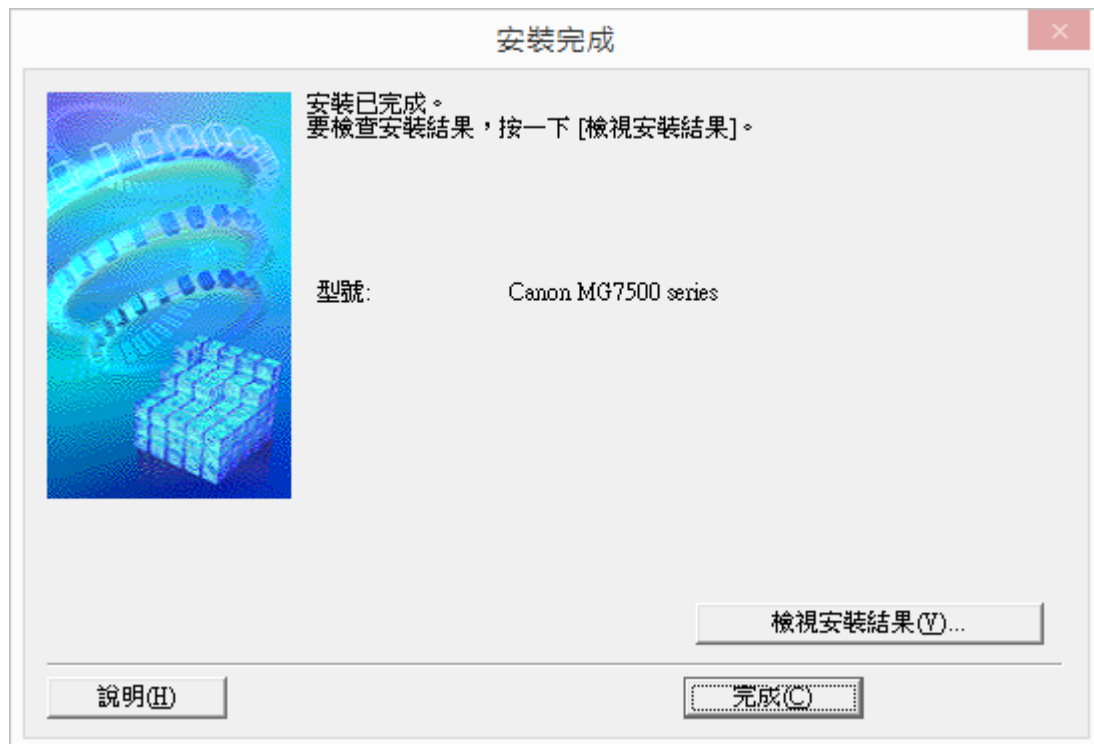 安裝完成
安裝已完成。
要檢查安裝結果，按一下 [檢視安裝結果]。
型號: Canon MG7500 series
檢視安裝結果(V)...
說明(H)
完成(C)